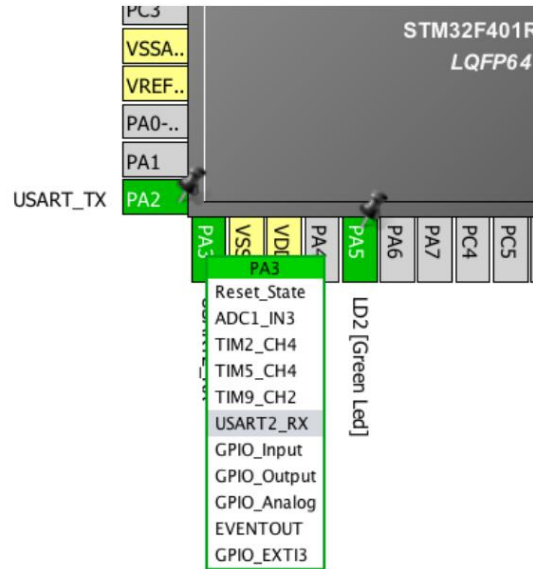 PC3
VSSA..
VREF..
PA0-..
PA1
USART_TX PA2
STM32F401R
LQFP64
PA3
VSS
VDD
PA4
PA5
PA6
PA7
PC4
PC5
LD2 [Green Led]
PA3
Reset_State
ADC1_IN3
TIM2_CH4
TIM5_CH4
TIM9_CH2
USART2_RX
GPIO_Input
GPIO_Output
GPIO_Analog
EVENTOUT
GPIO_EXTI3